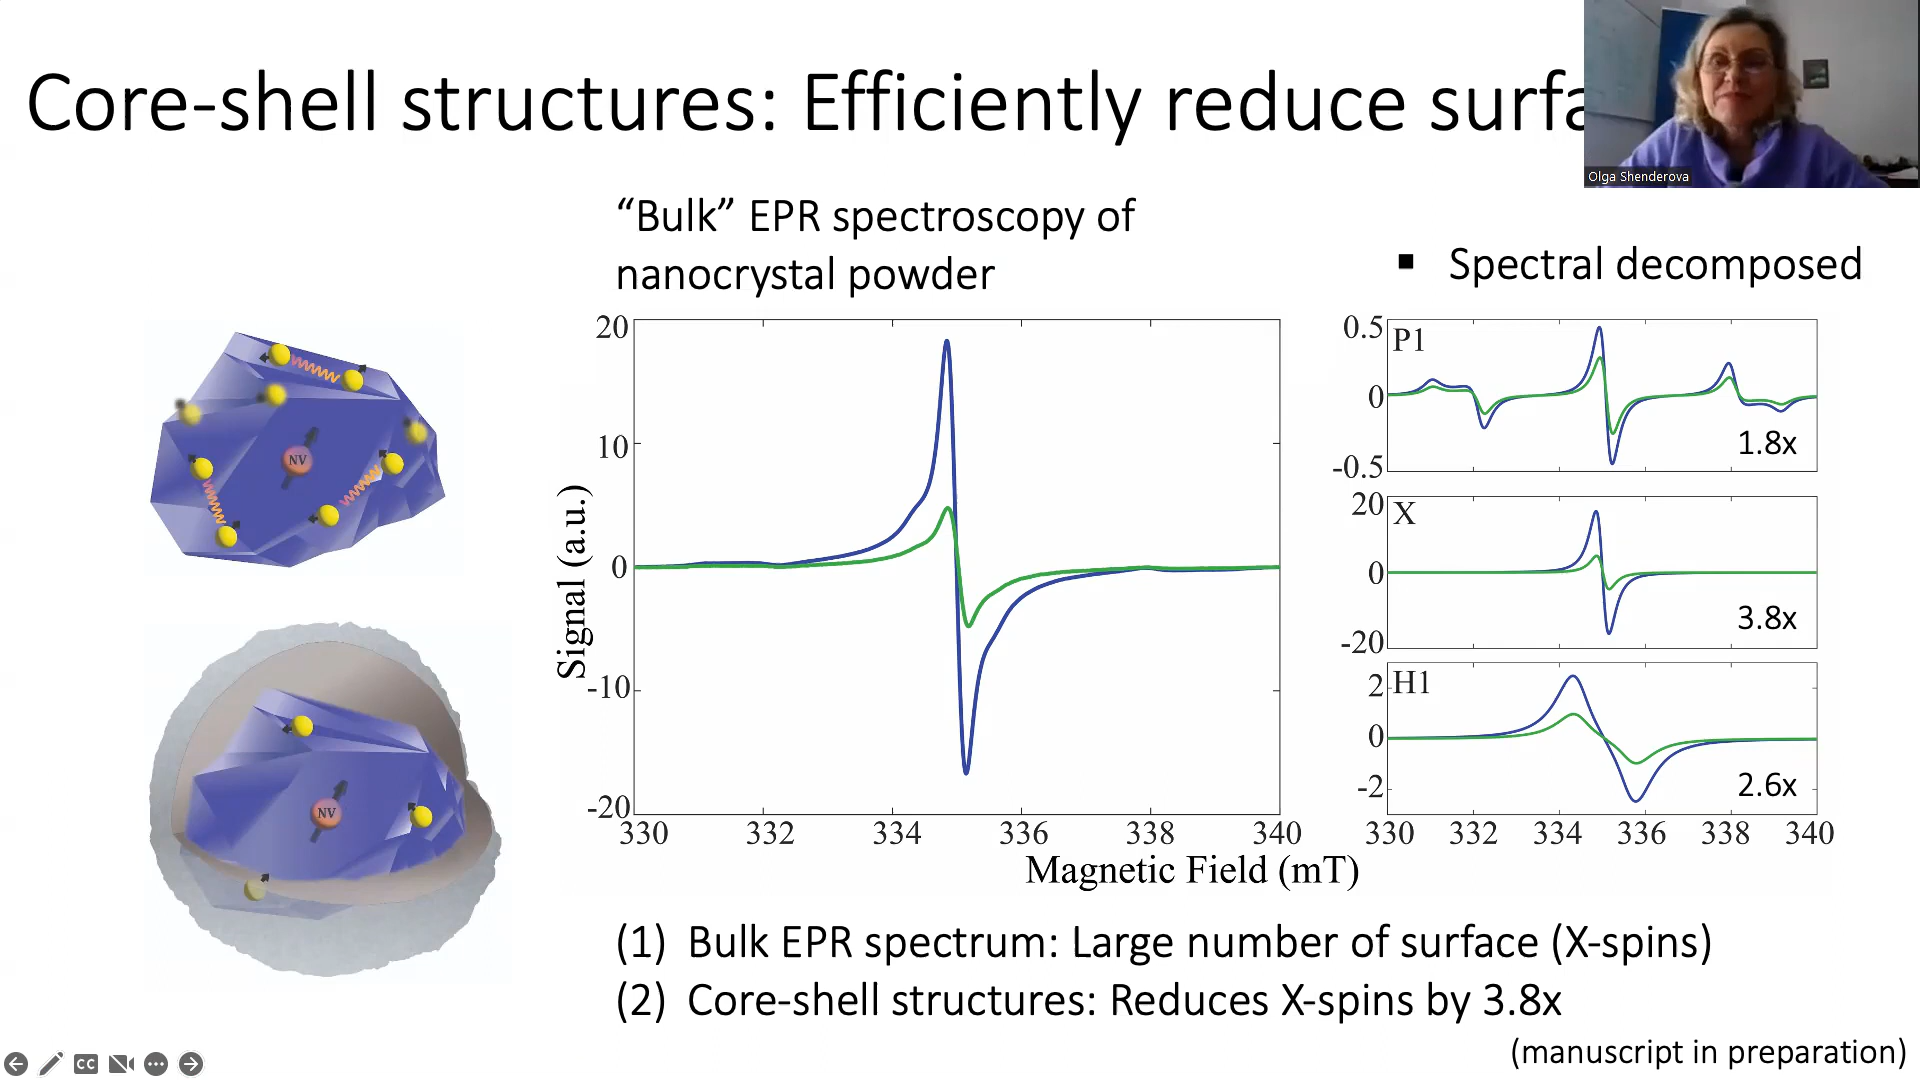 Core-shell structures: Efficiently reduce surfa
Olga Shenderova
“Bulk” EPR spectroscopy of
nanocrystal powder
▪ Spectral decomposed
NV
NV
Signal (a.u.)
20
10
0
-10
-20
330 332 334 336 338 340
P1
0.5
0
-0.5
1.8x
X
20
0
-20
3.8x
H1
2
0
-2
2.6x
330 332 334 336 338 340
Magnetic Field (mT)
(1) Bulk EPR spectrum: Large number of surface (X-spins)
(2) Core-shell structures: Reduces X-spins by 3.8x
(manuscript in preparation)
CC